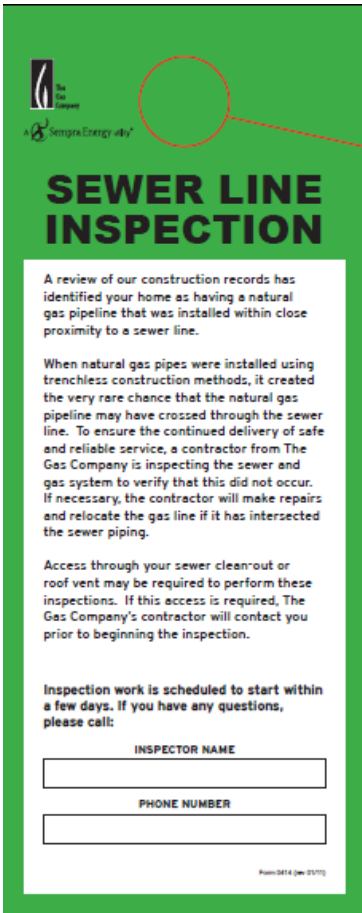 The
Gas
Company
A Sempra Energy utility®
SEWER LINE
INSPECTION
A review of our construction records has
identified your home as having a natural
gas pipeline that was installed within close
proximity to a sewer line.
When natural gas pipes were installed using
trenchless construction methods, it created
the very rare chance that the natural gas
pipeline may have crossed through the sewer
line.  To ensure the continued delivery of safe
and reliable service, a contractor from The
Gas Company is inspecting the sewer and
gas system to verify that this did not occur.
If necessary, the contractor will make repairs
and relocate the gas line if it has intersected
the sewer piping.
Access through your sewer clean-out or
roof vent may be required to perform these
inspections.  If this access is required, The
Gas Company's contractor will contact you
prior to beginning the inspection.
Inspection work is scheduled to start within
a few days. If you have any questions,
please call:
INSPECTOR NAME
PHONE NUMBER
Form 0414 (rev 01/11)